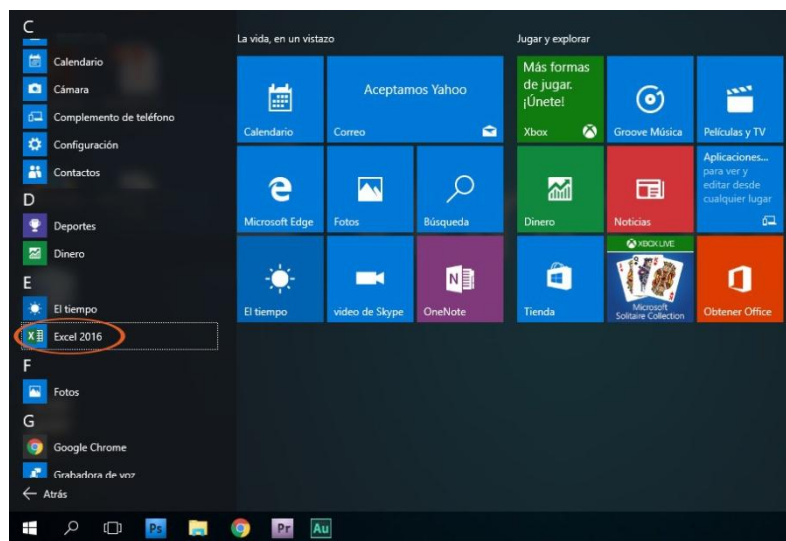 C
Calendario
Cámara
Complemento de teléfono
Configuración
Contactos
D
Deportes
Dinero
E
El tiempo
Excel 2016
F
Fotos
G
Google Chrome
Grabadora de voz
Atrás
La vida, en un vistazo
Calendario
Aceptamos Yahoo
Correo
Microsoft Edge
Fotos
Búsqueda
El tiempo
video de Skype
N
OneNote
Jugar y explorar
Más formas
de jugar.
¡Únete!
Xbox
Groove Música
Películas y TV
Dinero
Noticias
Aplicaciones...
para ver y
editar desde
cualquier lugar
Tienda
XBOX LIVE
Microsoft
Solitaire Collection
Obtener Office
Ps
Pr
Au